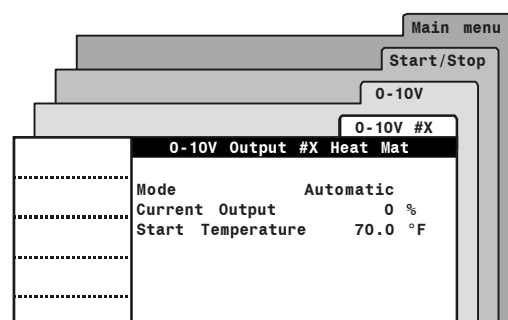 Main menu
Start/Stop
0-10V
0-10V #X
0-10V Output #X Heat Mat
Mode Automatic
Current Output 0 %
Start Temperature 70.0 °F